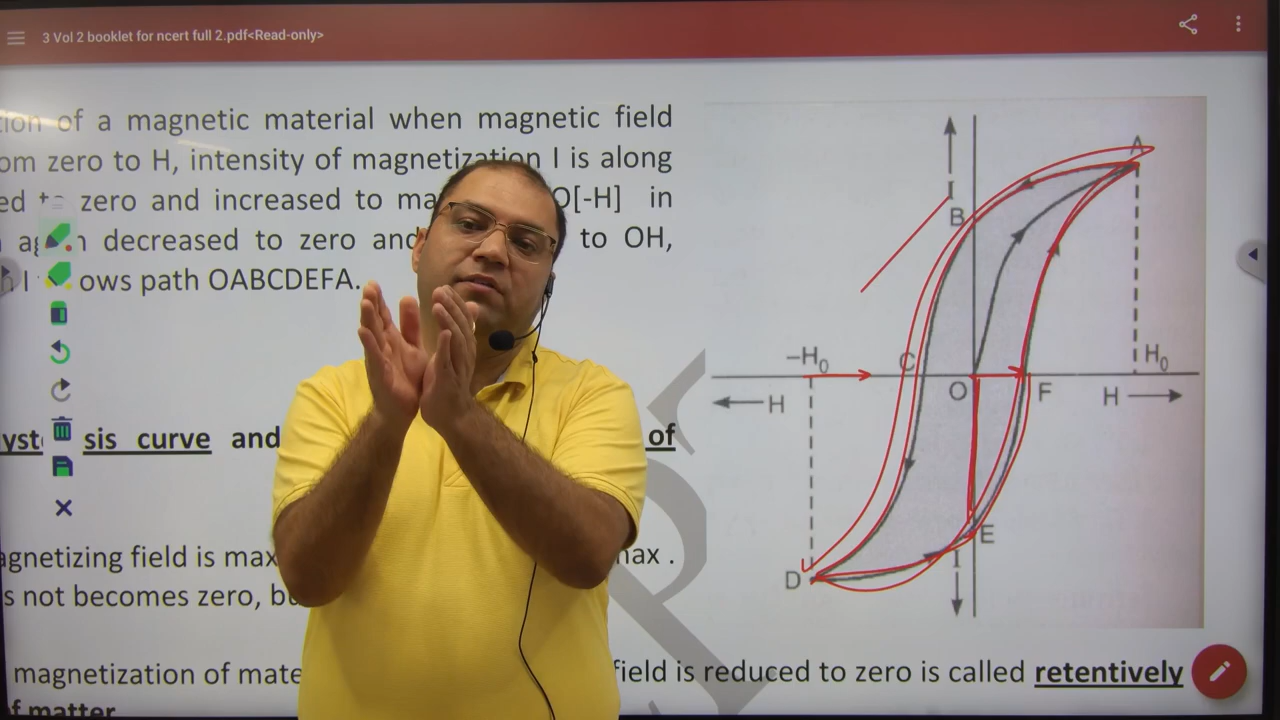 3 Vol 2 booklet for ncert full 2.pdf<Read-only>
of a magnetic material when magnetic field
om zero to H, intensity of magnetization I is along
ed zero and increased to O[-H] in
decreased to zero and to OH,
ows path OABCDEFA.
sis curve and of
agnetizing field is max max .
s not becomes zero,
magnetization of mate field is reduced to zero is called retentively
f matter
I
A
B
–H₀
C
H₀
H
O
F
H
E
I
D